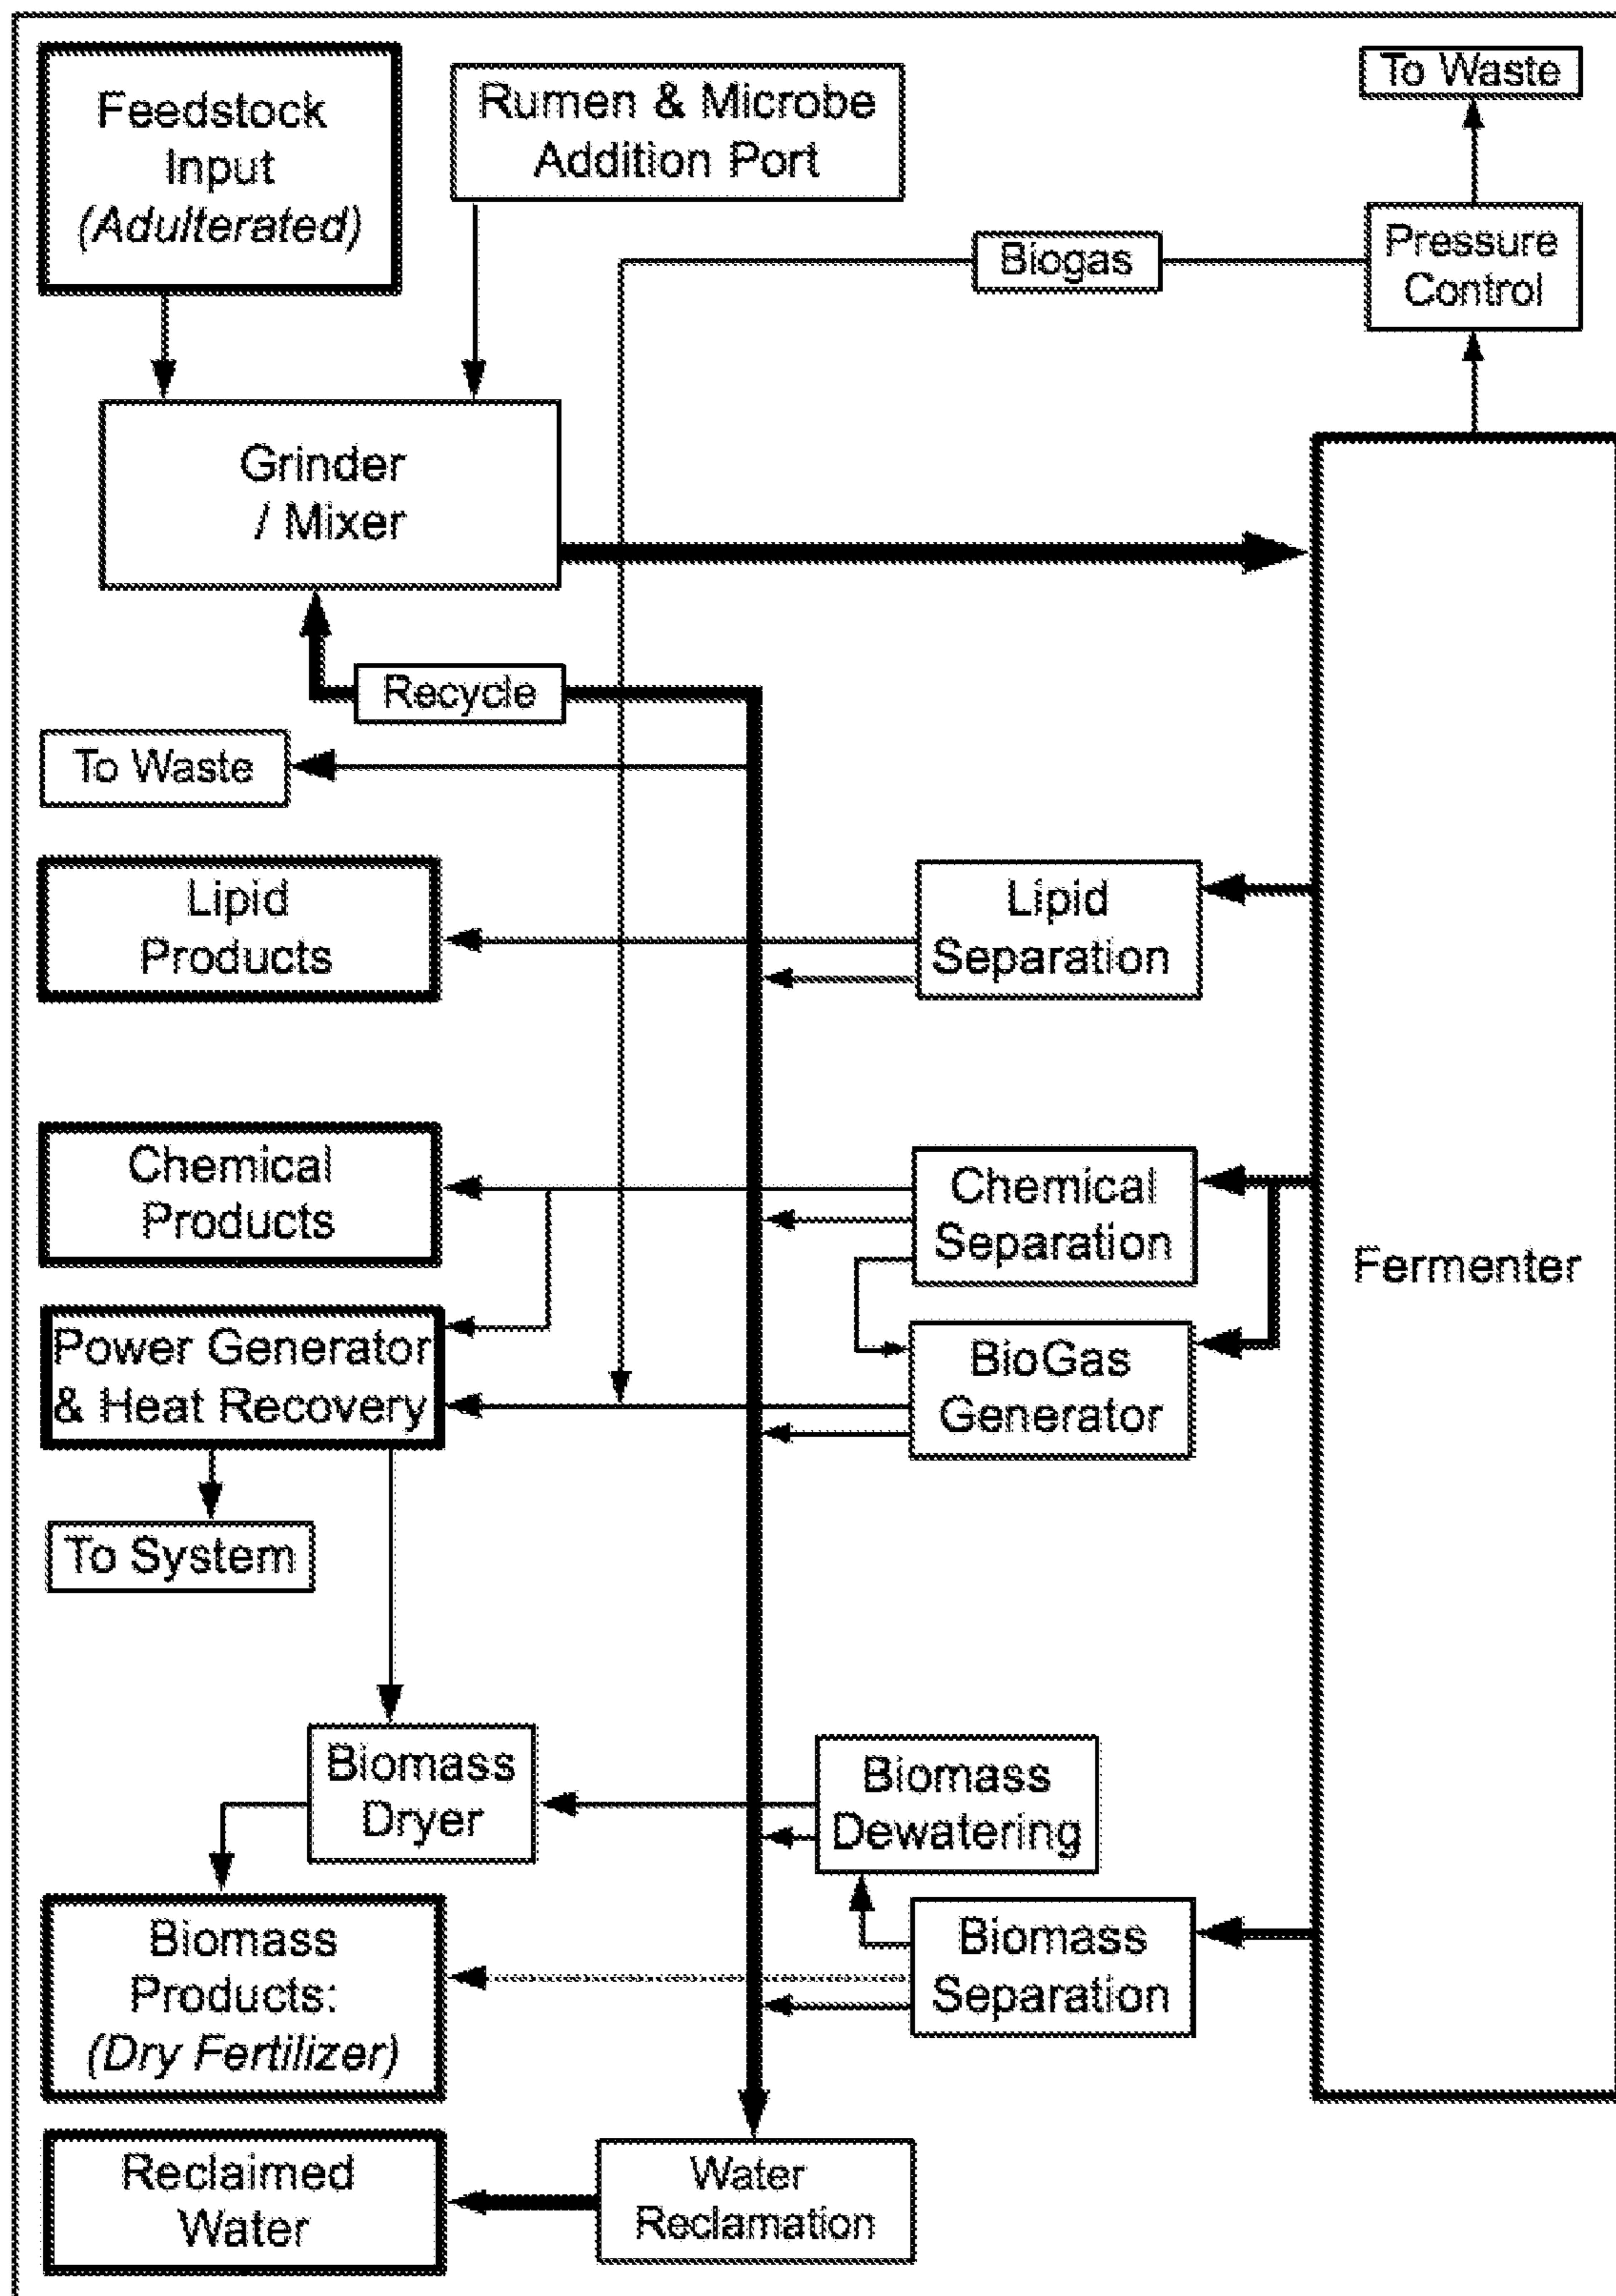 Feedstock
Input
(Adulterated)
Rumen & Microbe
Addition Port
To Waste
Biogas
Pressure
Control
Grinder
/ Mixer
Recycle
To Waste
Lipid
Products
Lipid
Separation
Chemical
Products
Chemical
Separation
Fermenter
Power Generator
& Heat Recovery
BioGas
Generator
To System
Biomass
Dryer
Biomass
Dewatering
Biomass
Products:
(Dry Fertilizer)
Biomass
Separation
Reclaimed
Water
Water
Reclamation